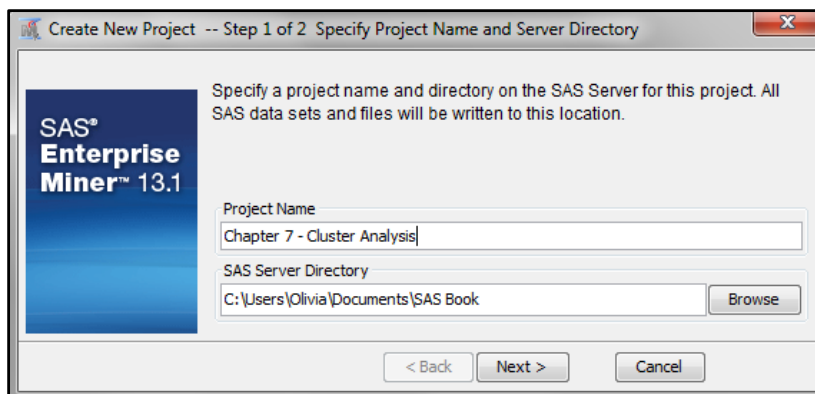 Create New Project -- Step 1 of 2 Specify Project Name and Server Directory
Specify a project name and directory on the SAS Server for this project. All
SAS data sets and files will be written to this location.
SAS®
Enterprise
Miner™ 13.1
Project Name
Chapter 7 - Cluster Analysis
SAS Server Directory
C:\Users\Olivia\Documents\SAS Book
Browse
< Back
Next >
Cancel